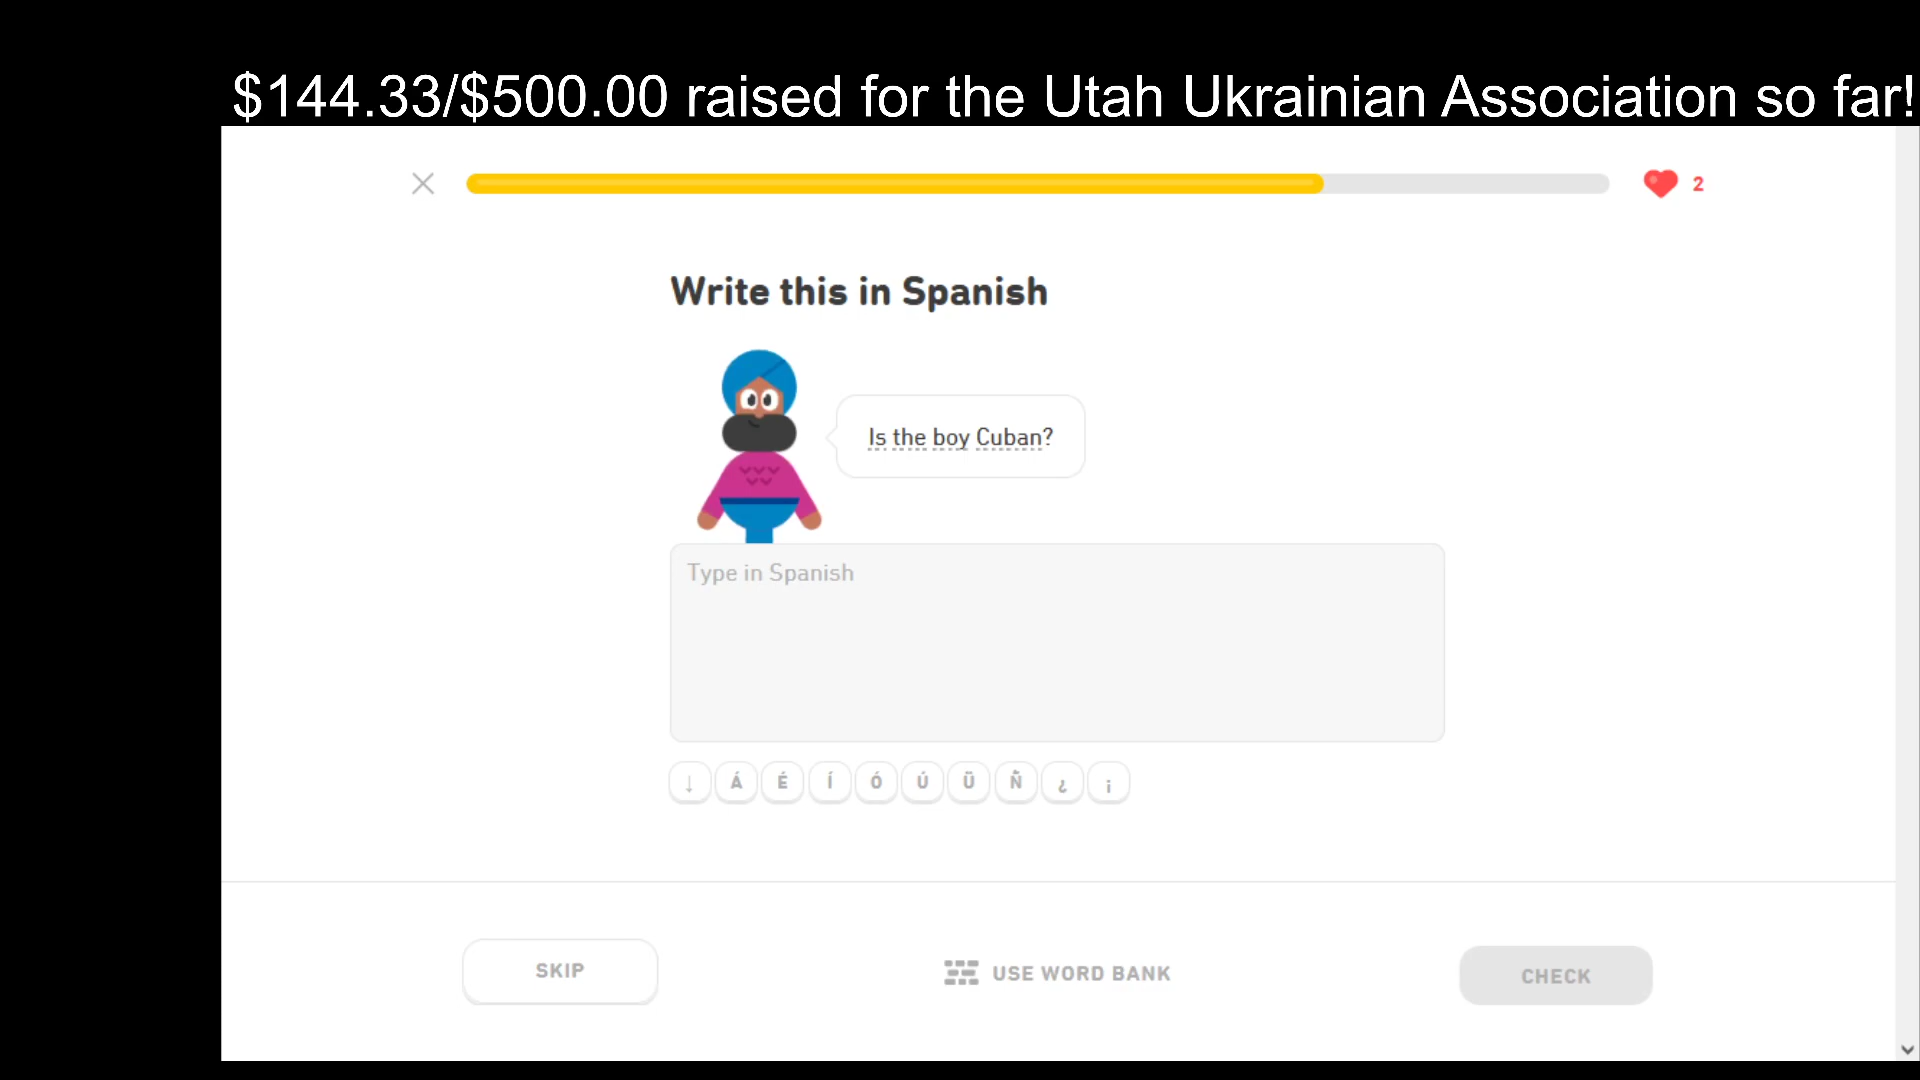 $144.33/$500.00 raised for the Utah Ukrainian Association so far!
2
Write this in Spanish
Is the boy Cuban?
Type in Spanish
↓ Á É Í Ó Ú Ü Ñ ¿ ¡
SKIP
USE WORD BANK
CHECK